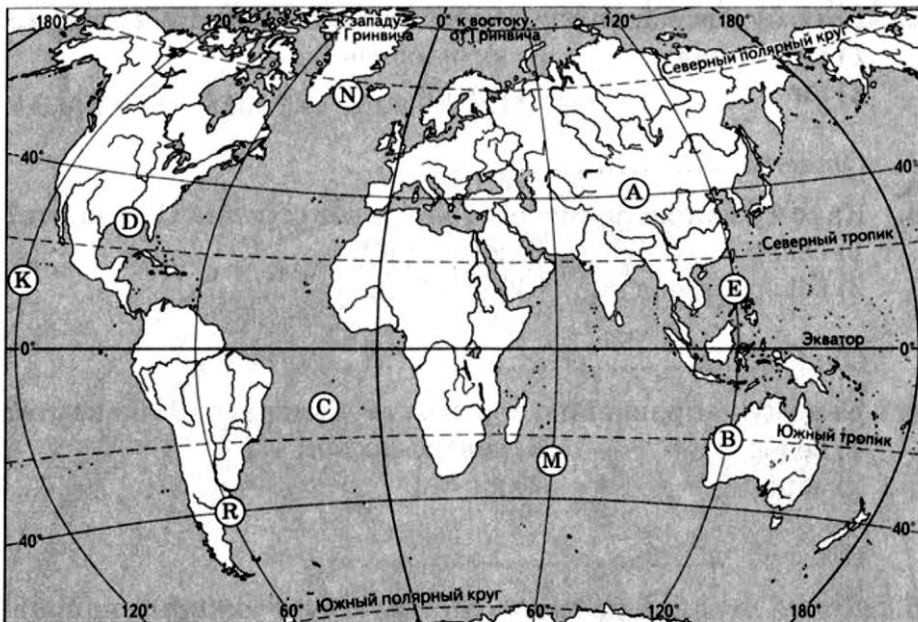 180° 120° к западу от Гринвича 0° к востоку от Гринвича 120° 180°
Северный полярный круг
N
40° 40°
A
D
Северный тропик
K
E
Экватор
0° 0°
C
B
Южный тропик
M
R
40° 40°
Южный полярный круг
120° 60° 60° 120°